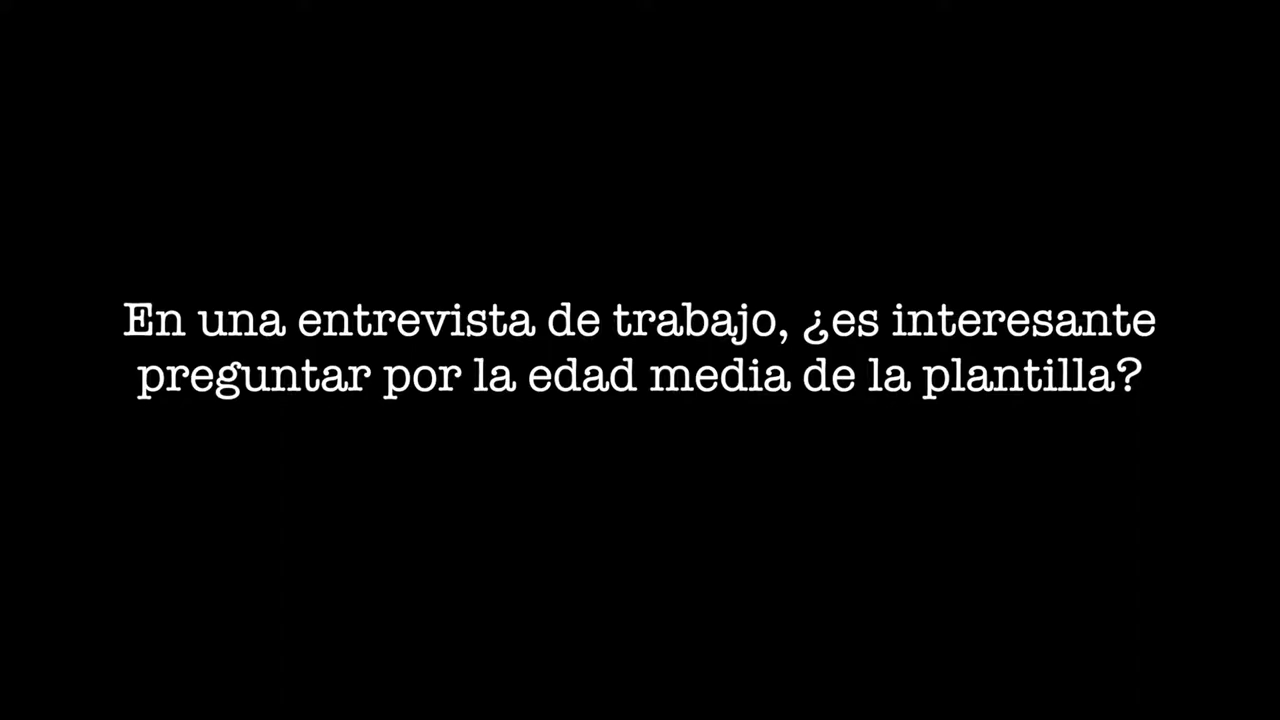 En una entrevista de trabajo, ¿es interesante
preguntar por la edad media de la plantilla?